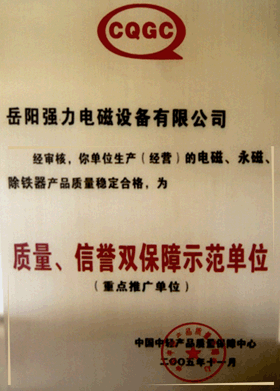 CQGC
岳阳强力电磁设备有限公司
经审核，你单位生产（经营）的电磁、永磁、
除铁器产品质量稳定合格，为
质量、信誉双保障示范单位
（重点推广单位）
中国中轻产品质量保障中心
二00五年十一月